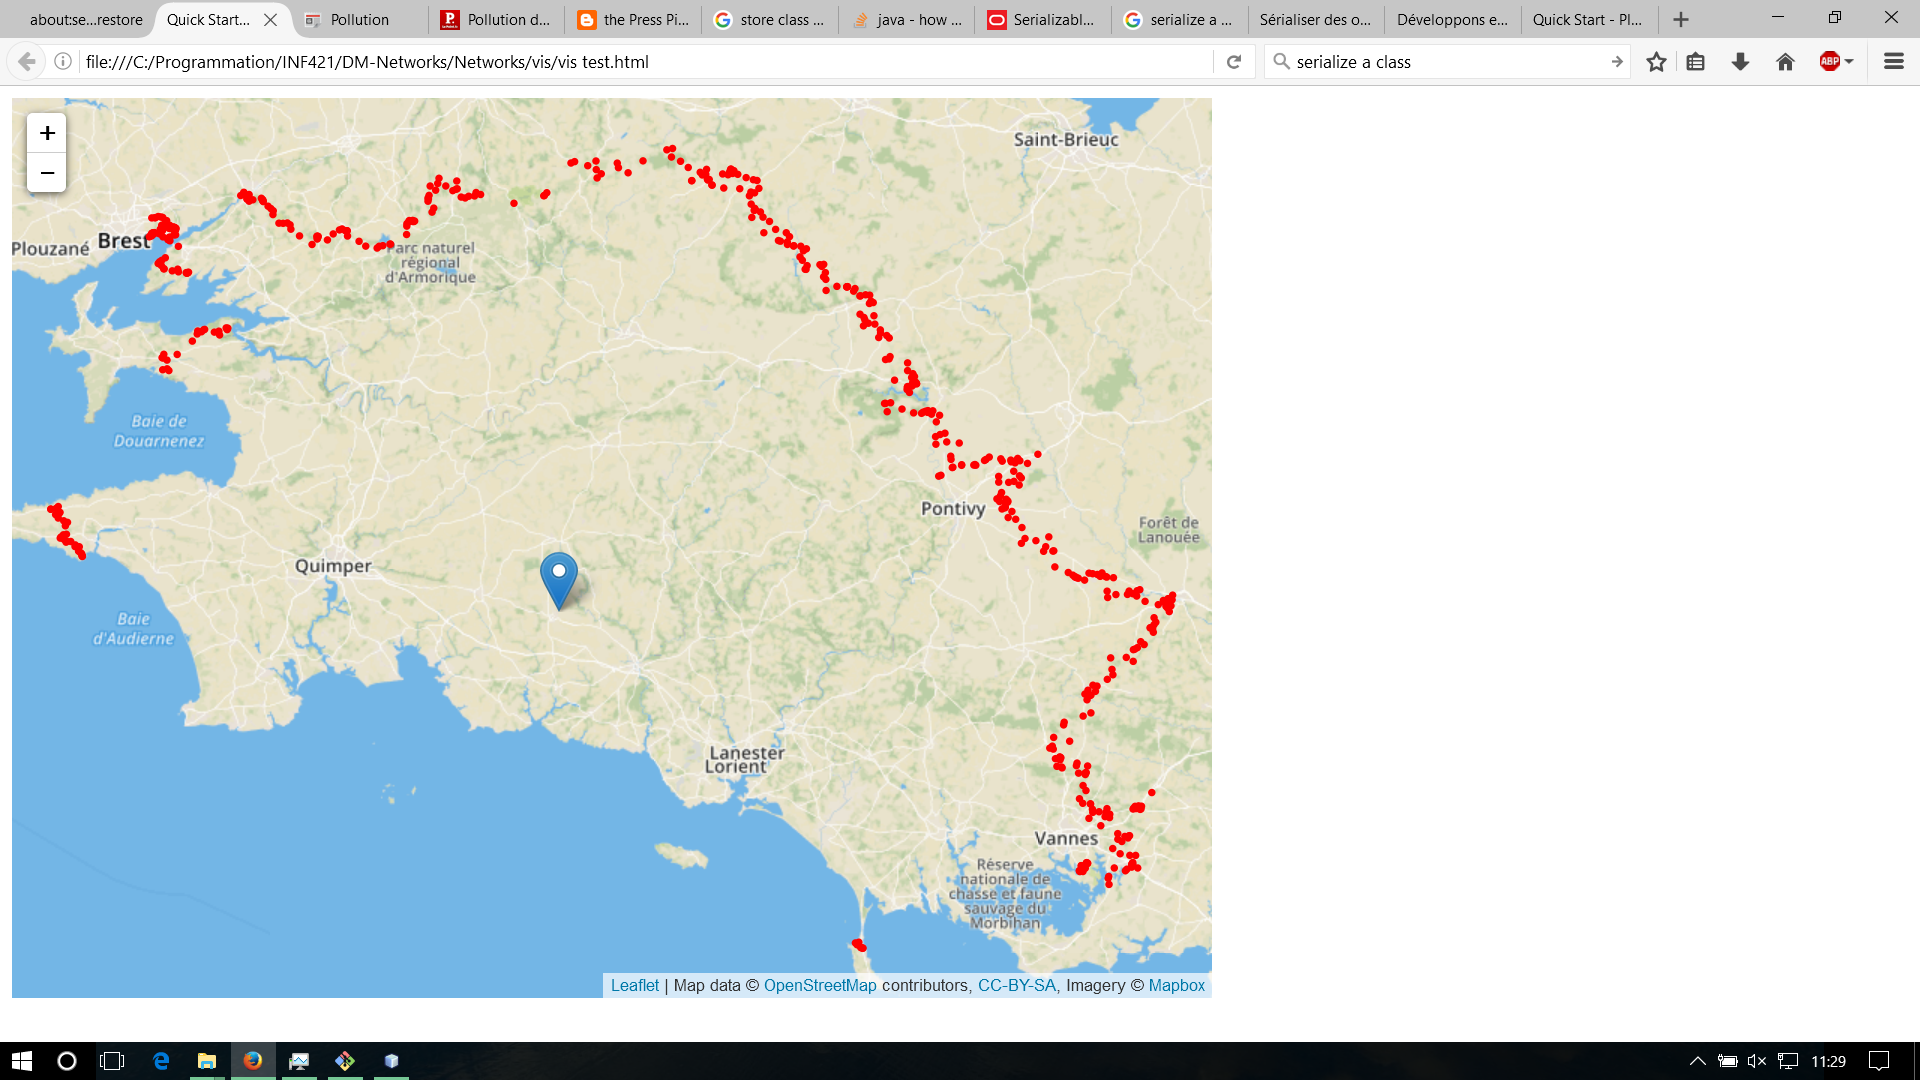 about:se...restore
Quick Start...
Pollution
Pollution d...
the Press Pi...
store class ...
java - how ...
Serializabl...
serialize a ...
Sérialiser des o...
Développons e...
Quick Start - Pl...
file:///C:/Programmation/INF421/DM-Networks/Networks/vis/vis test.html
serialize a class
ABP
+
−
Saint-Brieuc
Plouzané
Brest
Parc naturel
régional
d'Armorique
Baie de
Douarnenez
Pontivy
Forêt de
Lanouée
Quimper
Baie
d'Audierne
Lanester
Lorient
Vannes
Réserve
nationale de
chasse et faune
sauvage du
Morbihan
Leaflet | Map data © OpenStreetMap contributors, CC-BY-SA, Imagery © Mapbox
11:29